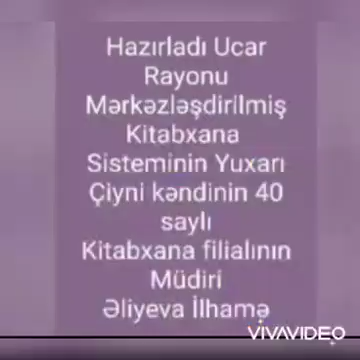 Hazırladı Ucar
Rayonu
Mərkəzləşdirilmiş
Kitabxana
Sisteminin Yuxarı
Çiyni kəndinin 40
saylı
Kitabxana filialının
Müdiri
Əliyeva İlhamə
VIVAVIDEO